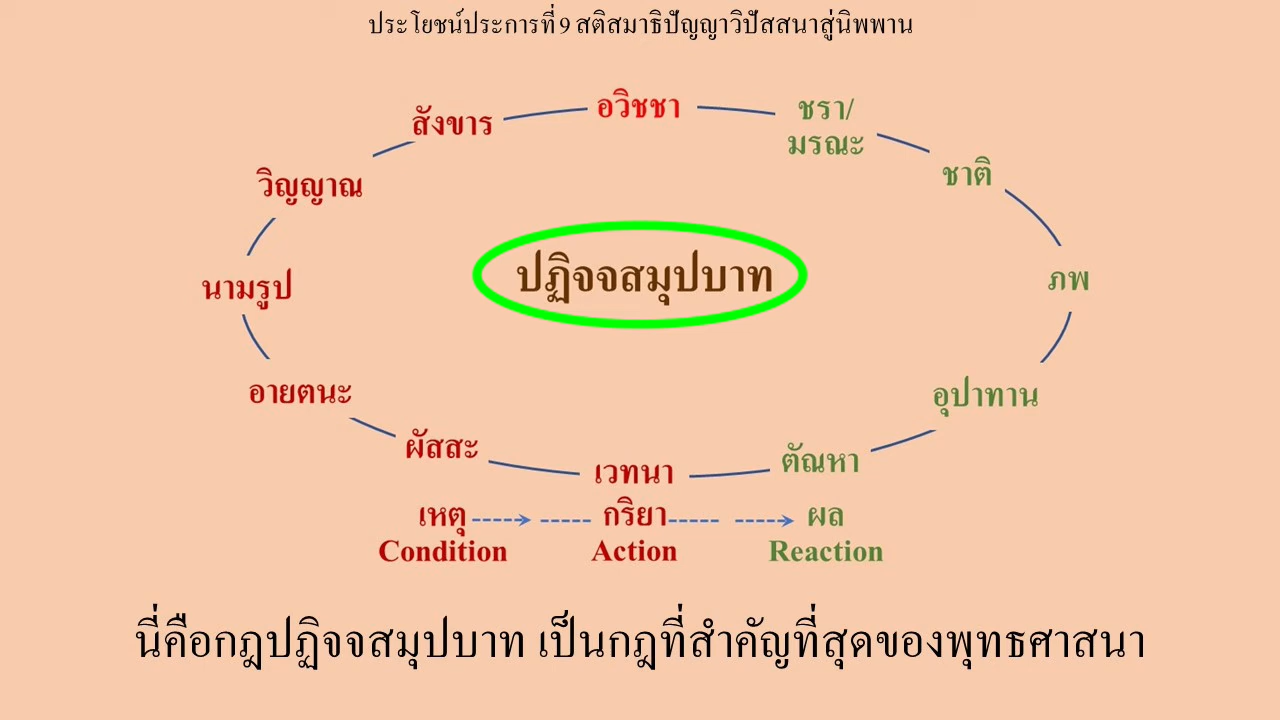 ประโยชน์ประการที่ 9 สติสมาธิปัญญาวิปัสสนาสู่นิพพาน
อวิชชา
สังขาร
วิญญาณ
นามรูป
อายตนะ
ผัสสะ
เวทนา
ตัณหา
อุปาทาน
ภพ
ชาติ
ชรา/
มรณะ
ปฏิจจสมุปบาท
เหตุ กริยา ผล
Condition Action Reaction
นี่คือกฎปฏิจจสมุปบาท เป็นกฎที่สำคัญที่สุดของพุทธศาสนา